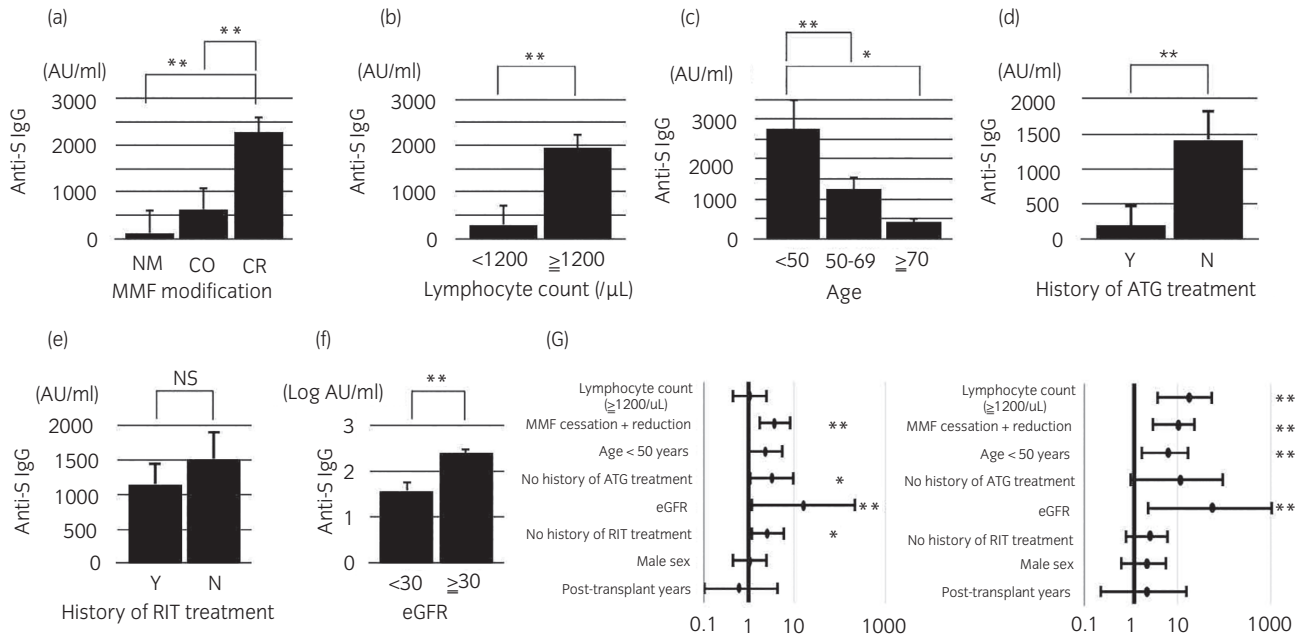 (a)
(AU/ml)
Anti-S IgG
3000
2000
1000
0
**
**
NM CO CR
MMF modification
(b)
(AU/ml)
Anti-S IgG
3000
2000
1000
0
**
<1200 ≧1200
Lymphocyte count (/µL)
(c)
(AU/ml)
Anti-S IgG
3000
2000
1000
0
**
*
<50 50-69 ≧70
Age
(d)
(AU/ml)
Anti-S IgG
2000
1500
1000
500
0
**
Y N
History of ATG treatment
(e)
(AU/ml)
Anti-S IgG
2000
1500
1000
500
0
NS
Y N
History of RIT treatment
(f)
(Log AU/ml)
Anti-S IgG
3
2
1
0
**
<30 ≧30
eGFR
(G)
Lymphocyte count
(≧1200/uL)
MMF cessation + reduction **
Age < 50 years
No history of ATG treatment *
eGFR **
No history of RIT treatment *
Male sex
Post-transplant years
0.1 1 10 1000
Lymphocyte count
(≧1200/uL) **
MMF cessation + reduction **
Age < 50 years **
No history of ATG treatment
eGFR **
No history of RIT treatment
Male sex
Post-transplant years
0.1 1 10 1000